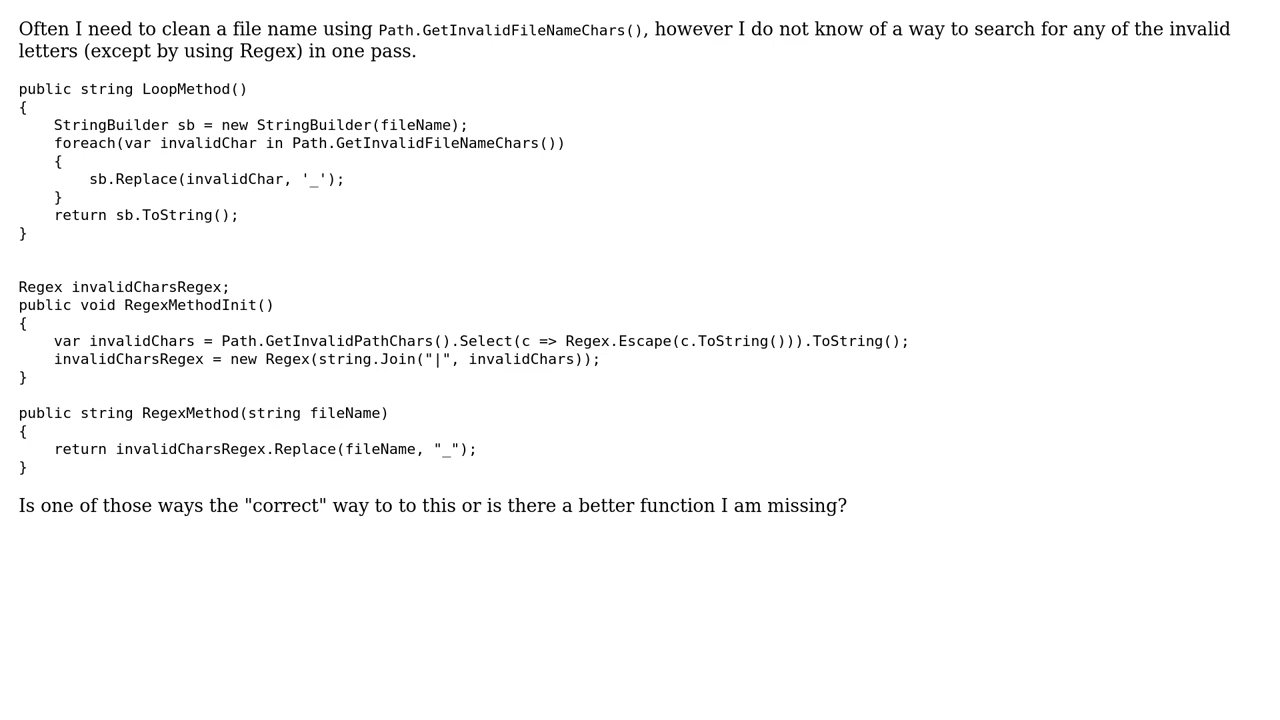 Often I need to clean a file name using Path.GetInvalidFileNameChars(), however I do not know of a way to search for any of the invalid
letters (except by using Regex) in one pass.
public string LoopMethod()
{
    StringBuilder sb = new StringBuilder(fileName);
    foreach(var invalidChar in Path.GetInvalidFileNameChars())
    {
        sb.Replace(invalidChar, '_');
    }
    return sb.ToString();
}
Regex invalidCharsRegex;
public void RegexMethodInit()
{
    var invalidChars = Path.GetInvalidPathChars().Select(c => Regex.Escape(c.ToString())).ToString();
    invalidCharsRegex = new Regex(string.Join("|", invalidChars));
}
public string RegexMethod(string fileName)
{
    return invalidCharsRegex.Replace(fileName, "_");
}
Is one of those ways the "correct" way to to this or is there a better function I am missing?